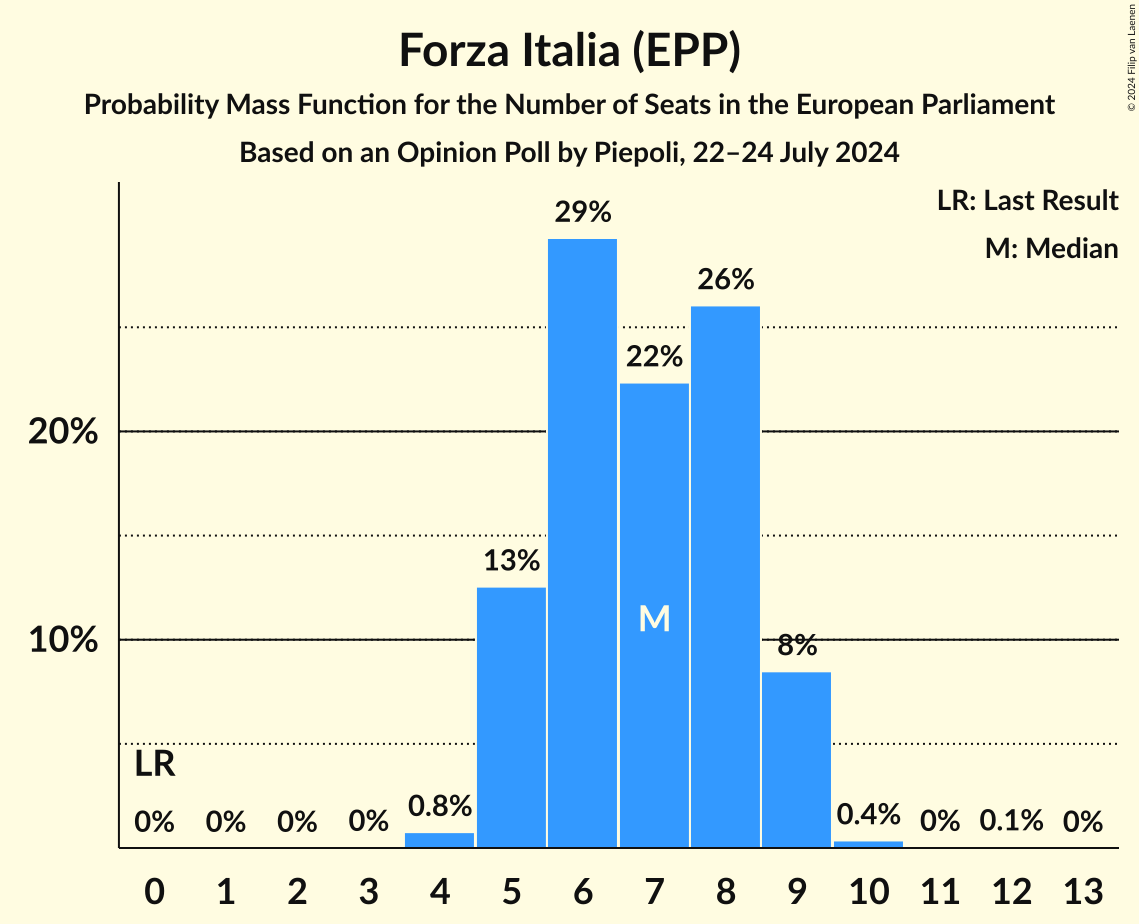 Forza Italia (EPP)
Probability Mass Function for the Number of Seats in the European Parliament
Based on an Opinion Poll by Piepoli, 22–24 July 2024
© 2024 Filip van Laenen
LR: Last Result
M: Median
29%
26%
22%
20%
13%
M
10%
8%
LR
0% 0% 0% 0% 0.8% 0.4% 0% 0.1% 0%
0 1 2 3 4 5 6 7 8 9 10 11 12 13